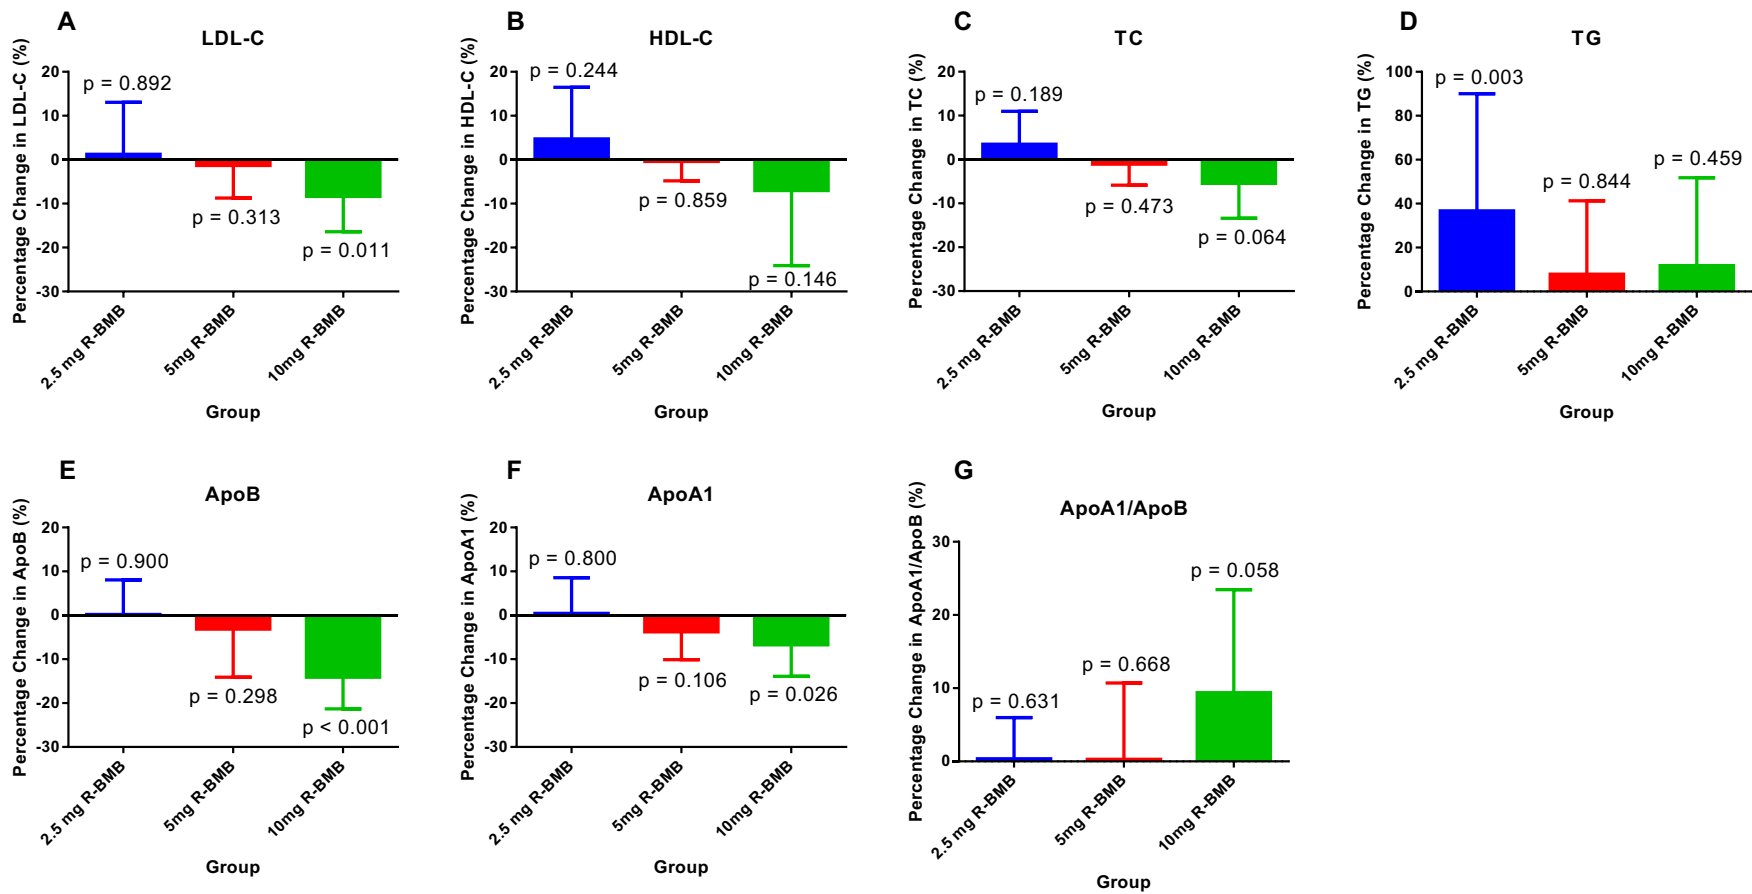 A
LDL-C
Percentage Change in LDL-C (%)
20
10
0
-10
-20
-30
p = 0.892
p = 0.313
p = 0.011
2.5 mg R-BMB
5mg R-BMB
10mg R-BMB
Group
B
HDL-C
Percentage Change in HDL-C (%)
20
10
0
-10
-20
-30
p = 0.244
p = 0.859
p = 0.146
2.5 mg R-BMB
5mg R-BMB
10mg R-BMB
Group
C
TC
Percentage Change in TC (%)
20
10
0
-10
-20
-30
p = 0.189
p = 0.473
p = 0.064
2.5 mg R-BMB
5mg R-BMB
10mg R-BMB
Group
D
TG
Percentage Change in TG (%)
100
80
60
40
20
0
p = 0.003
p = 0.844
p = 0.459
2.5 mg R-BMB
5mg R-BMB
10mg R-BMB
Group
E
ApoB
Percentage Change in ApoB (%)
20
10
0
-10
-20
-30
p = 0.900
p = 0.298
p < 0.001
2.5 mg R-BMB
5mg R-BMB
10mg R-BMB
Group
F
ApoA1
Percentage Change in ApoA1 (%)
20
10
0
-10
-20
-30
p = 0.800
p = 0.106
p = 0.026
2.5 mg R-BMB
5mg R-BMB
10mg R-BMB
Group
G
ApoA1/ApoB
Percentage Change in ApoA1/ApoB (%)
30
20
10
0
p = 0.631
p = 0.668
p = 0.058
2.5 mg R-BMB
5mg R-BMB
10mg R-BMB
Group